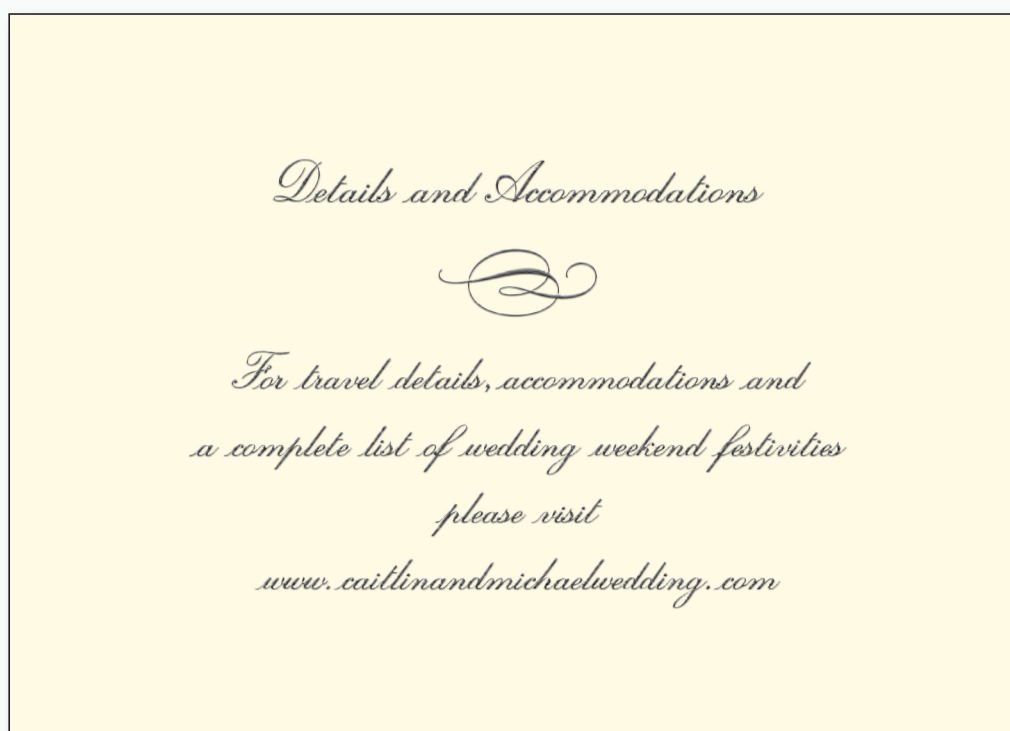 Details and Accommodations
For travel details, accommodations and
a complete list of wedding weekend festivities
please visit
www.caitlinandmichaelwedding.com